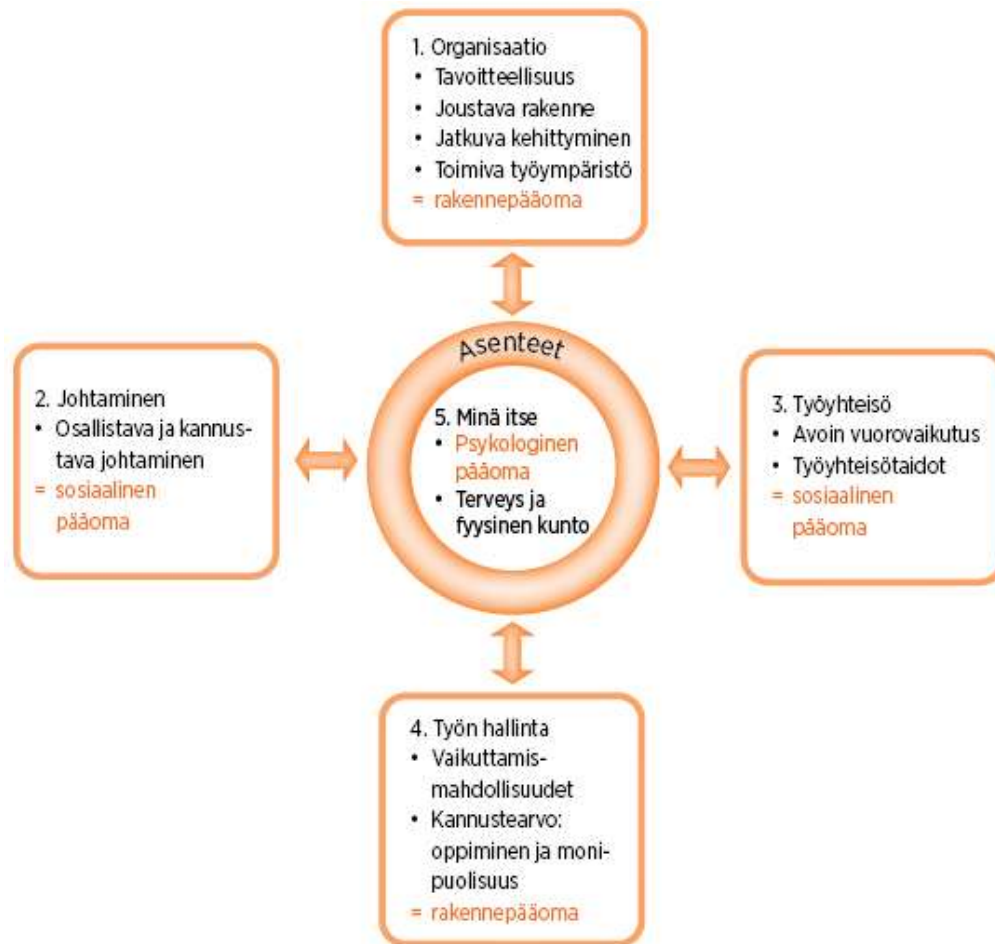 1. Organisaatio
• Tavoitteellisuus
• Joustava rakenne
• Jatkuva kehittyminen
• Toimiva työympäristö
= rakennepääoma
Asenteet
2. Johtaminen
• Osallistava ja kannus-
tava johtaminen
= sosiaalinen
pääoma
5. Minä itse
• Psykologinen
pääoma
• Terveys ja
fyysinen kunto
3. Työyhteisö
• Avoin vuorovaikutus
• Työyhteisötaidot
= sosiaalinen
pääoma
4. Työn hallinta
• Vaikuttamis-
mahdollisuudet
• Kannustearvo:
oppiminen ja moni-
puolisuus
= rakennepääoma